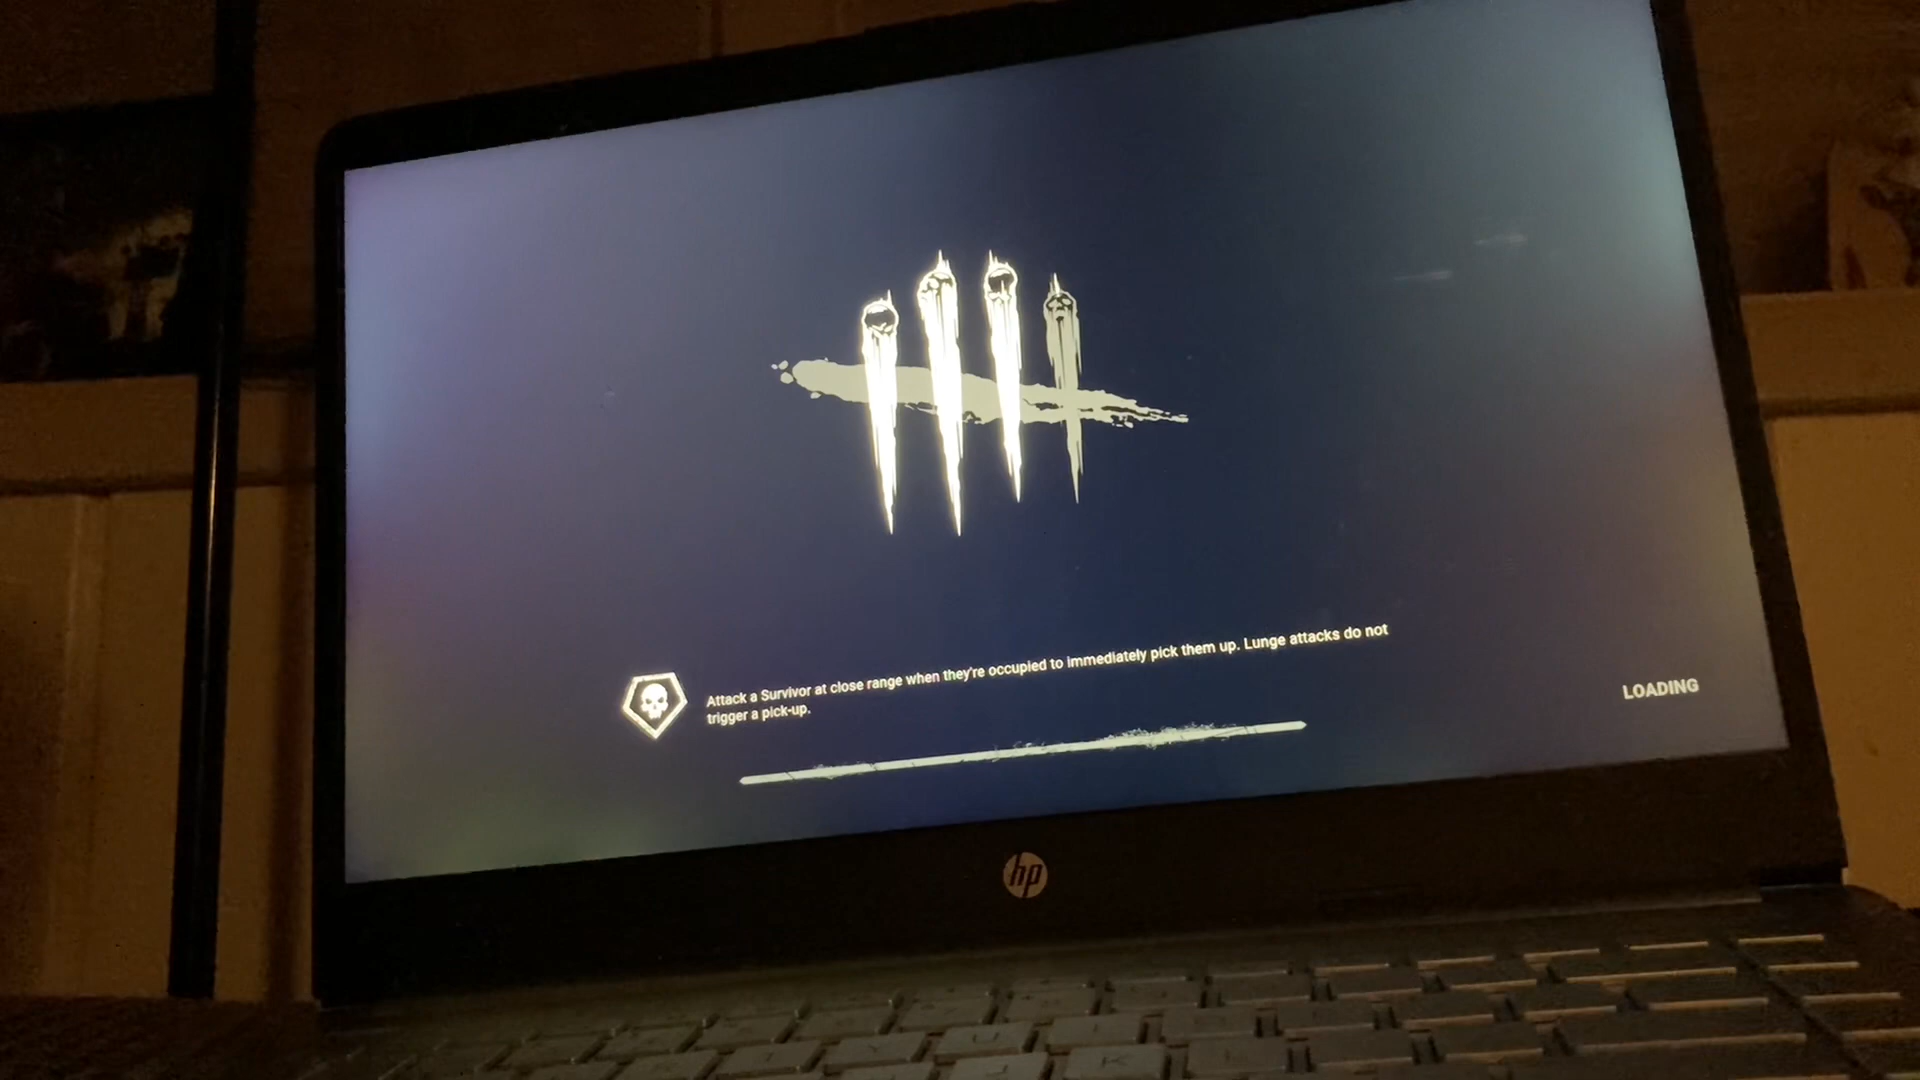 Attack a Survivor at close range when they're occupied to immediately pick them up. Lunge attacks do not
trigger a pick-up.
LOADING
hp